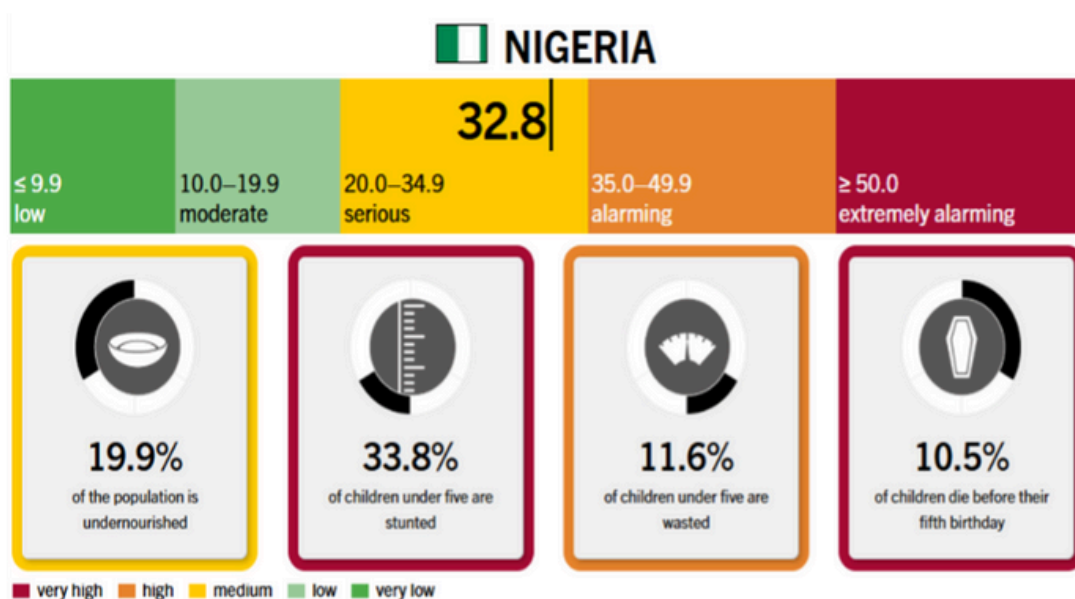 NIGERIA
32.8
≤ 9.9
low
10.0–19.9
moderate
20.0–34.9
serious
35.0–49.9
alarming
≥ 50.0
extremely alarming
19.9%
of the population is
undernourished
33.8%
of children under five are
stunted
11.6%
of children under five are
wasted
10.5%
of children die before their
fifth birthday
very high high medium low very low